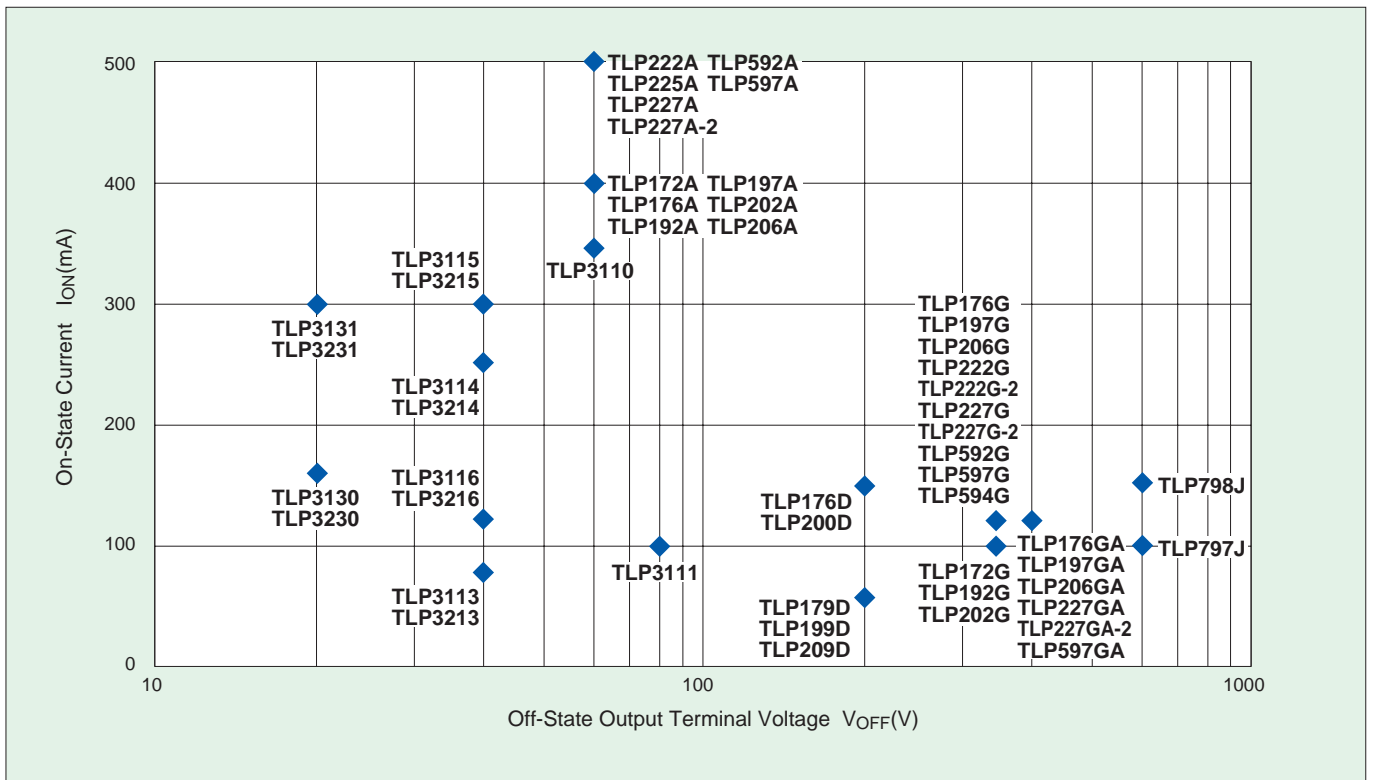 500
TLP222A TLP592A
TLP225A TLP597A
TLP227A
TLP227A-2
400
TLP172A TLP197A
TLP176A TLP202A
TLP192A TLP206A
TLP3110
TLP3115
TLP3215
300
TLP3131
TLP3231
TLP3114
TLP3214
TLP176G
TLP197G
TLP206G
TLP222G
TLP222G-2
TLP227G
TLP227G-2
TLP592G
TLP597G
TLP594G
200
TLP3130
TLP3230
TLP3116
TLP3216
TLP176D
TLP200D
TLP798J
100
TLP3113
TLP3213
TLP3111
TLP179D
TLP199D
TLP209D
TLP172G
TLP192G
TLP202G
TLP176GA
TLP197GA
TLP206GA
TLP227GA
TLP227GA-2
TLP597GA
TLP797J
0
10
100
1000
On-State Current ION(mA)
Off-State Output Terminal Voltage VOFF(V)